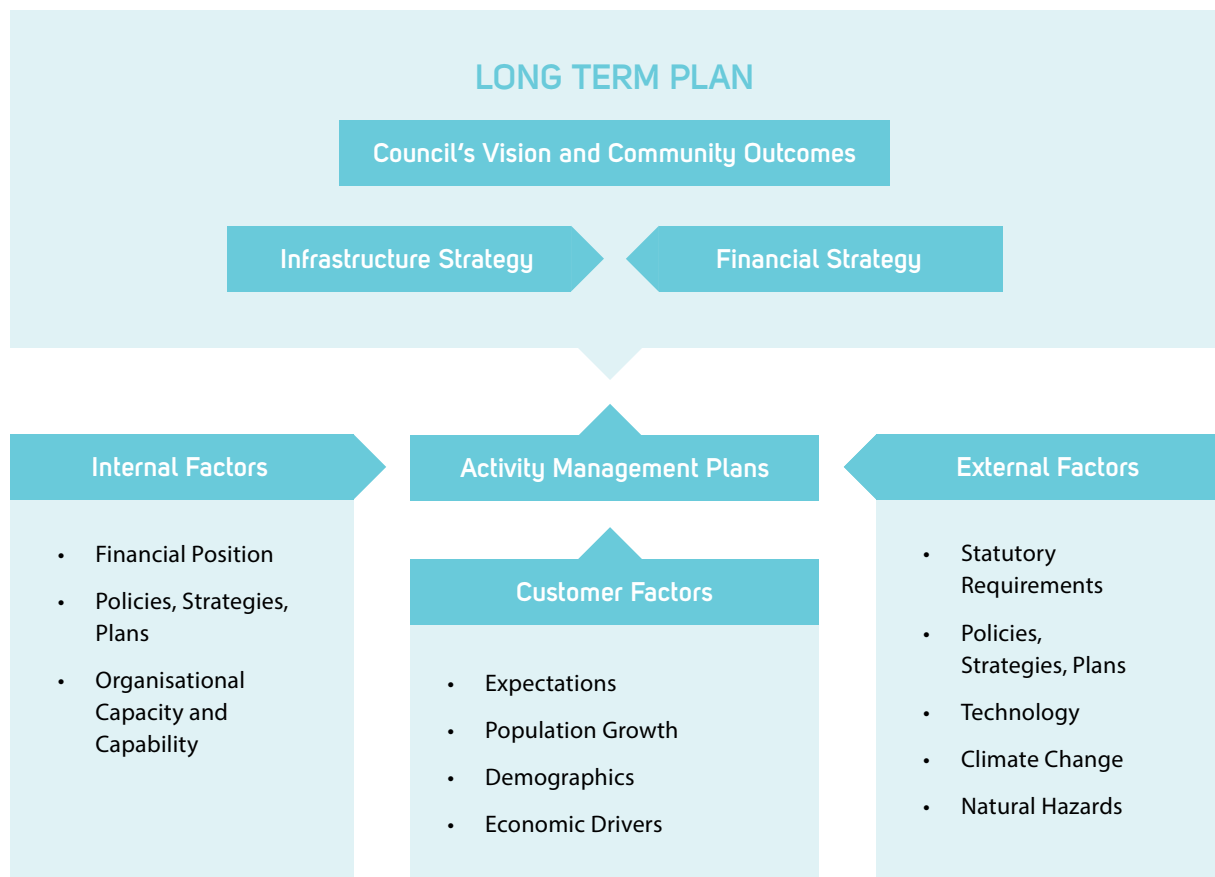 LONG TERM PLAN
Council's Vision and Community Outcomes
Infrastructure Strategy
Financial Strategy
Internal Factors
• Financial Position
• Policies, Strategies,
Plans
• Organisational
Capacity and
Capability
Activity Management Plans
Customer Factors
• Expectations
• Population Growth
• Demographics
• Economic Drivers
External Factors
• Statutory
Requirements
• Policies,
Strategies, Plans
• Technology
• Climate Change
• Natural Hazards